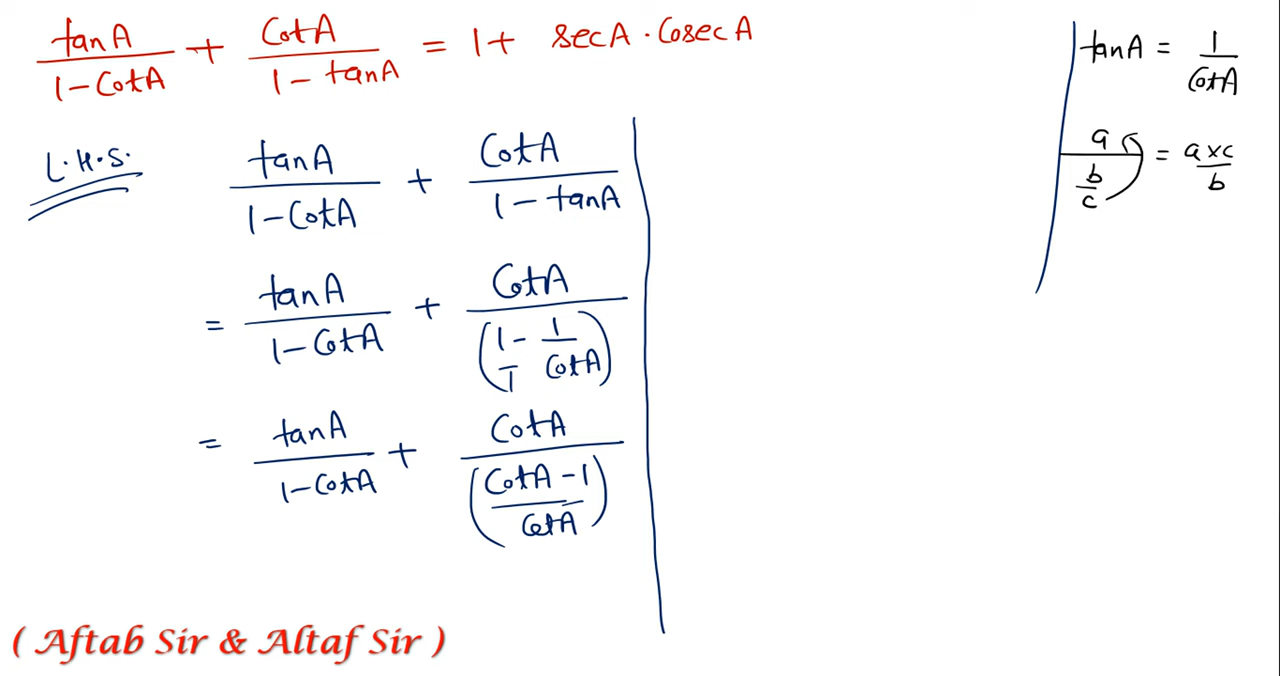 tanA/(1-CotA) + CotA/(1-tanA) = 1+ secA·CosecA
L.H.S. tanA/(1-CotA) + CotA/(1-tanA)
= tanA/(1-CotA) + CotA/(1/1 - 1/CotA)
= tanA/(1-CotA) + CotA/((CotA-1)/CotA)
tanA = 1/CotA
a/(b/c) = a×c/b
( Aftab Sir & Altaf Sir )